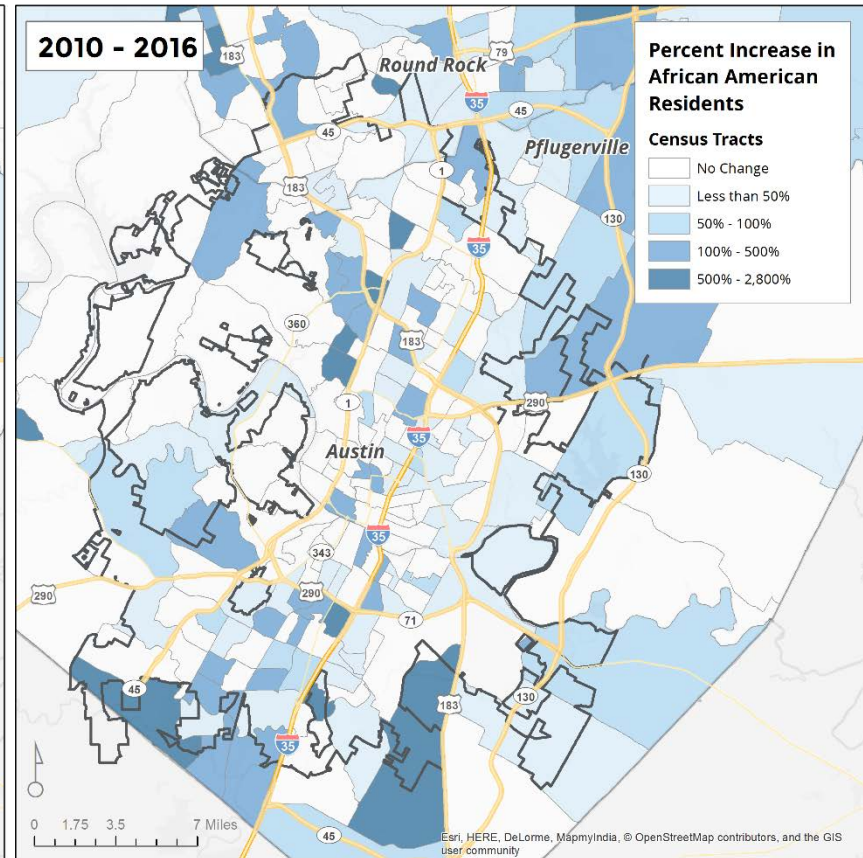 2010 - 2016
Percent Increase in
African American
Residents
Census Tracts
No Change
Less than 50%
50% - 100%
100% - 500%
500% - 2,800%
183
79
Round Rock
35
45
45
Pflugerville
183
1
130
35
360
183
1
290
35
Austin
130
35
343
290
290
71
45
183
130
35
45
0 1.75 3.5 7 Miles
Esri, HERE, DeLorme, MapmyIndia, © OpenStreetMap contributors, and the GIS
user community